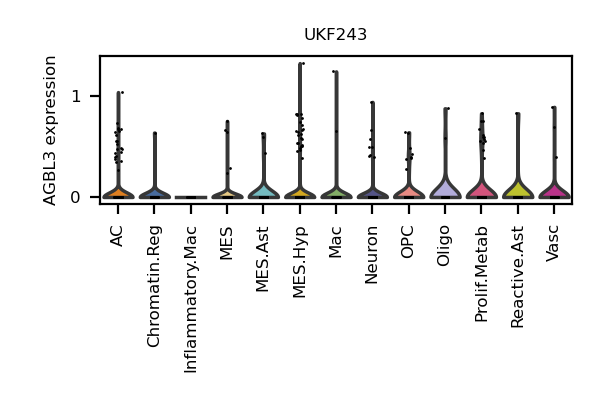 UKF243
AGBL3 expression
1
0
AC
Chromatin.Reg
Inflammatory.Mac
MES
MES.Ast
MES.Hyp
Mac
Neuron
OPC
Oligo
Prolif.Metab
Reactive.Ast
Vasc